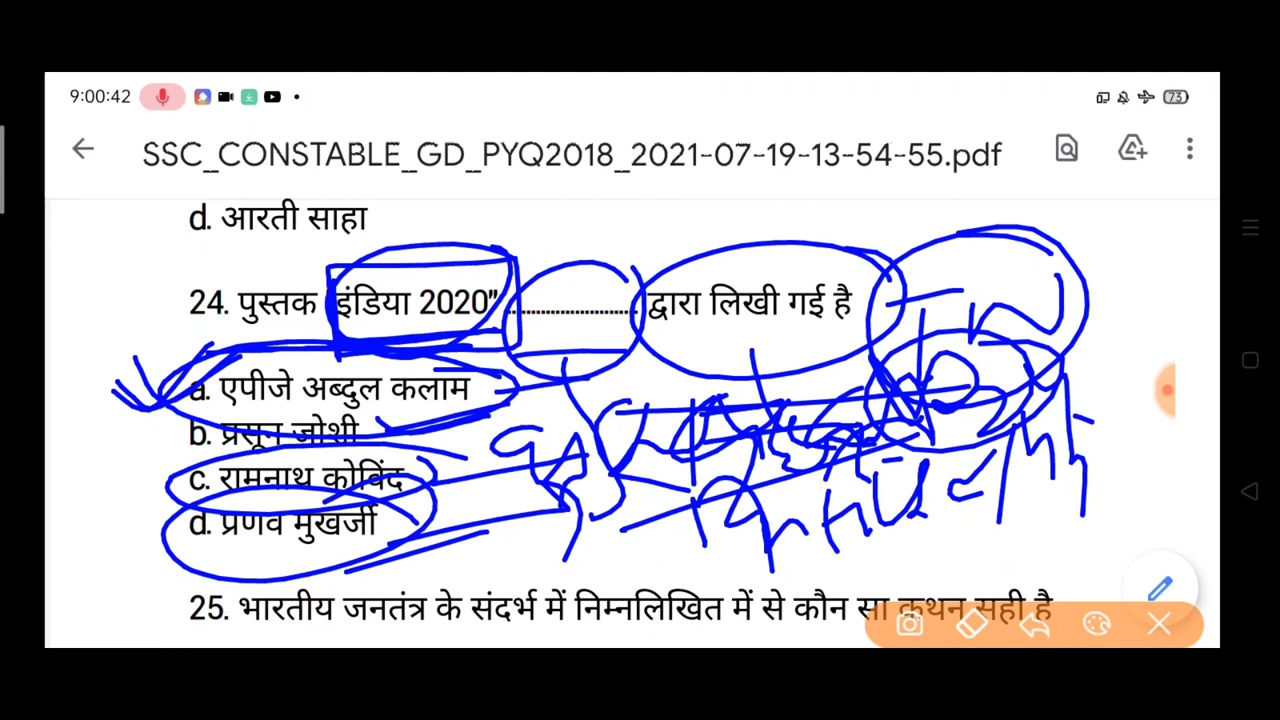 9:00:42
73
SSC_CONSTABLE_GD_PYQ2018_2021-07-19-13-54-55.pdf
d. आरती साहा
24. पुस्तक "इंडिया 2020" ........................ द्वारा लिखी गई है
a. एपीजे अब्दुल कलाम
b. प्रसून जोशी
c. रामनाथ कोविंद
d. प्रणव मुखर्जी
25. भारतीय जनतंत्र के संदर्भ में निम्नलिखित में से कौन सा कथन सही है